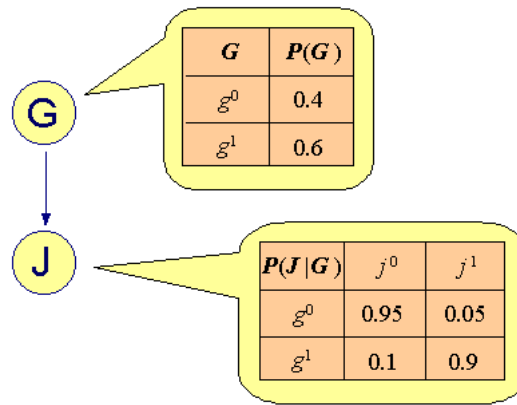 G P(G)
G
g⁰ 0.4
g¹ 0.6
J
P(J|G) j⁰ j¹
g⁰ 0.95 0.05
g¹ 0.1 0.9